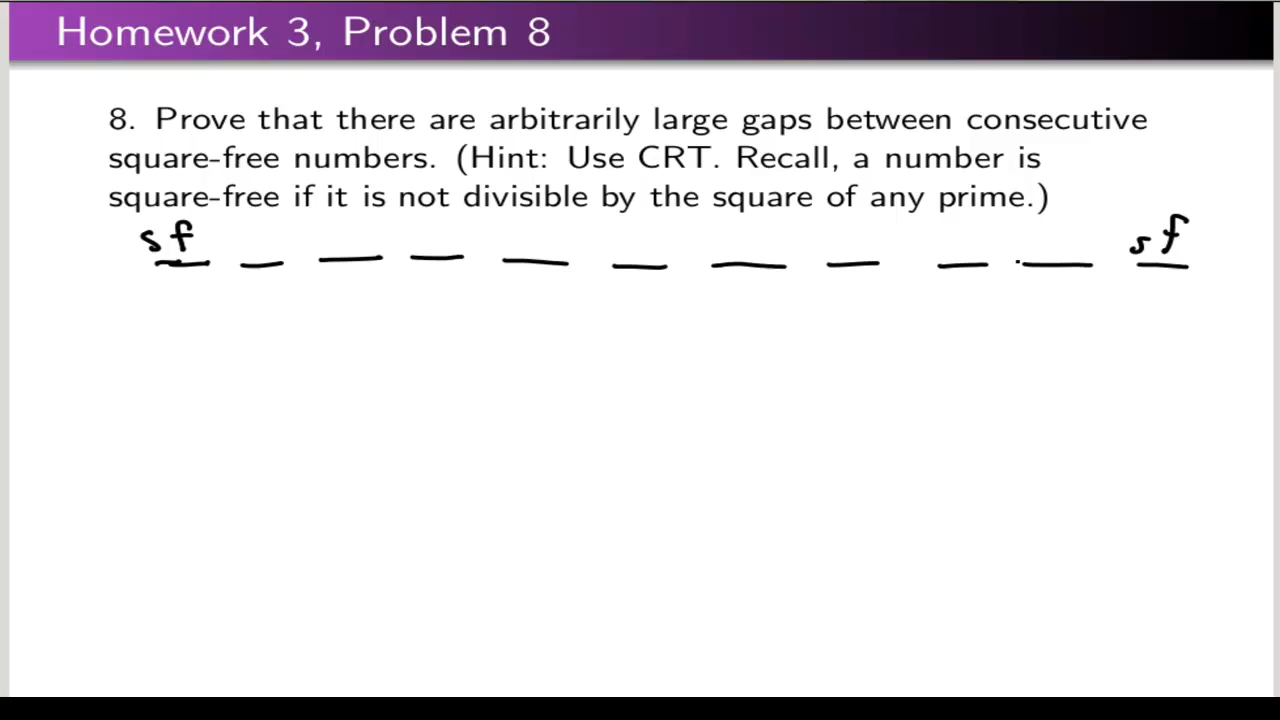 Homework 3, Problem 8
8. Prove that there are arbitrarily large gaps between consecutive
square-free numbers. (Hint: Use CRT. Recall, a number is
square-free if it is not divisible by the square of any prime.)
sf sf